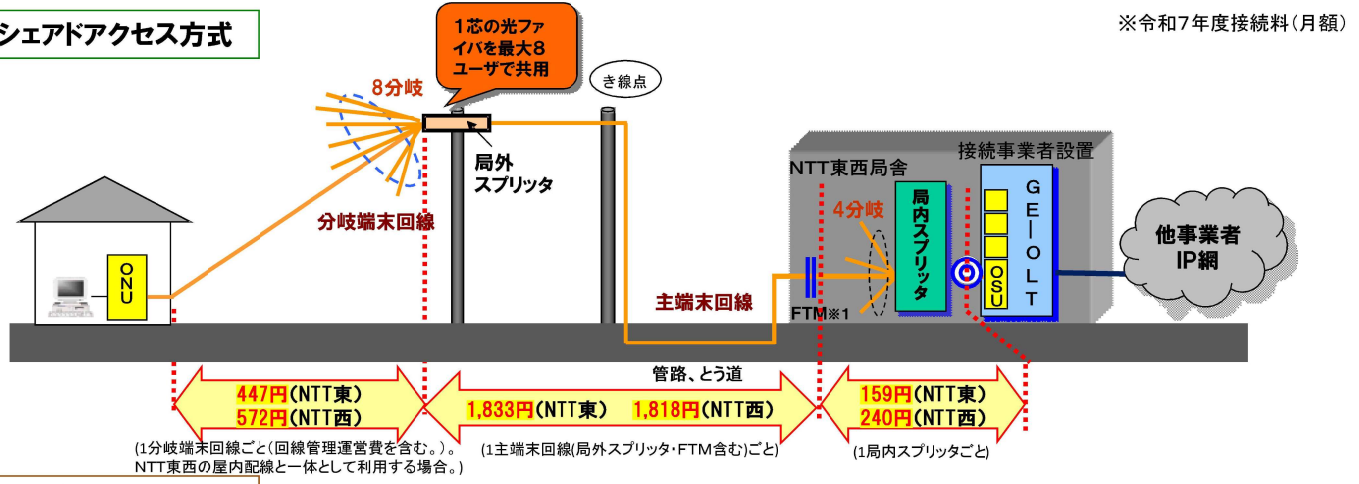 シェアドアクセス方式
※令和7年度接続料(月額)
1芯の光ファ
イバを最大8
ユーザで共用
き線点
8分岐
局外
スプリッタ
分岐端末回線
ONU
主端末回線
NTT東西局舎
接続事業者設置
4分岐
局内スプリッタ
GE-OLT
OSU
FTM※1
他事業者
IP網
管路、とう道
447円(NTT東)
572円(NTT西)
1,833円(NTT東) 1,818円(NTT西)
159円(NTT東)
240円(NTT西)
(1分岐端末回線ごと(回線管理運営費を含む。)。
NTT東西の屋内配線と一体として利用する場合。)
(1主端末回線(局外スプリッタ・FTM含む)ごと)
(1局内スプリッタごと)